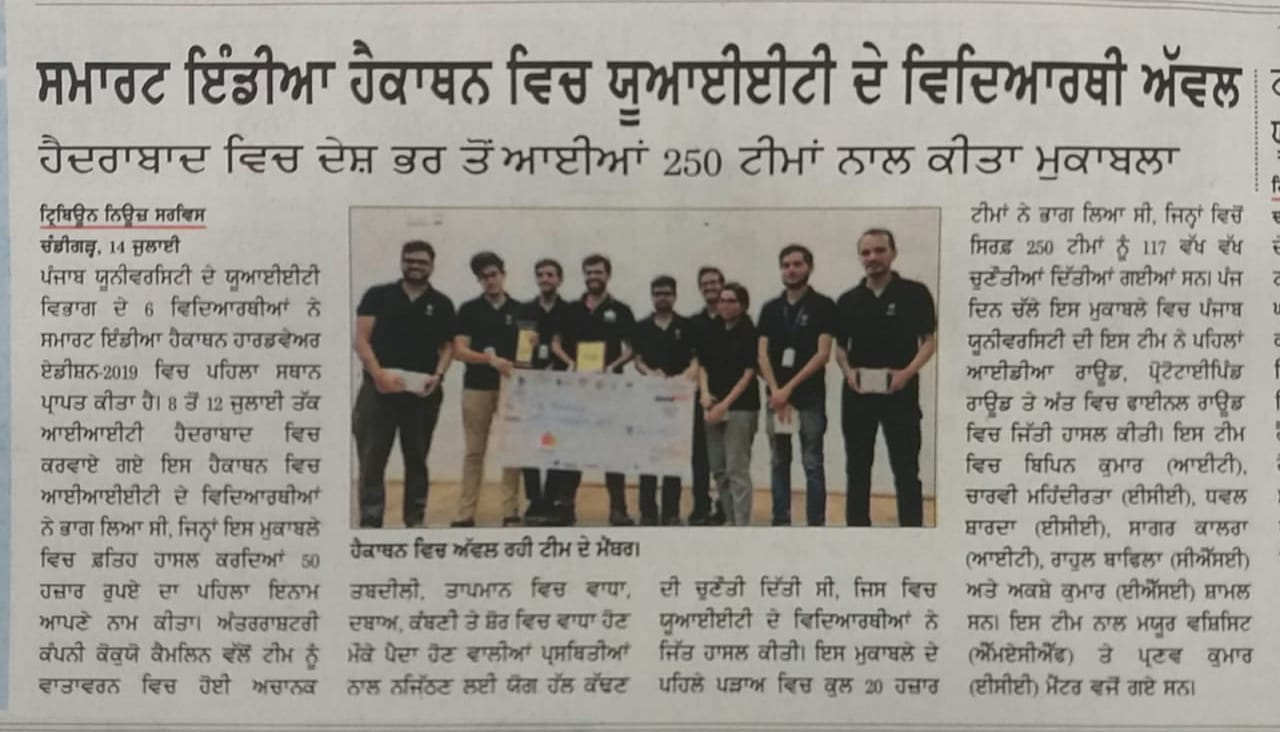 ਸਮਾਰਟ ਇੰਡੀਆ ਹੈਕਾਥਨ ਵਿਚ ਯੂਆਈਈਟੀ ਦੇ ਵਿਦਿਆਰਥੀ ਅੱਵਲ
ਹੈਦਰਾਬਾਦ ਵਿਚ ਦੇਸ਼ ਭਰ ਤੋਂ ਆਈਆਂ 250 ਟੀਮਾਂ ਨਾਲ ਕੀਤਾ ਮੁਕਾਬਲਾ
ਟ੍ਰਿਬਿਊਨ ਨਿਊਜ਼ ਸਰਵਿਸ
ਚੰਡੀਗੜ੍ਹ, 14 ਜੁਲਾਈ
ਪੰਜਾਬ ਯੂਨੀਵਰਸਿਟੀ ਦੇ ਯੂਆਈਈਟੀ
ਵਿਭਾਗ ਦੇ 6 ਵਿਦਿਆਰਥੀਆਂ ਨੇ
ਸਮਾਰਟ ਇੰਡੀਆ ਹੈਕਾਥਨ ਹਾਰਡਵੇਅਰ
ਏਡੀਸ਼ਨ-2019 ਵਿਚ ਪਹਿਲਾ ਸਥਾਨ
ਪ੍ਰਾਪਤ ਕੀਤਾ ਹੈ। 8 ਤੋਂ 12 ਜੁਲਾਈ ਤੱਕ
ਆਈਆਈਟੀ ਹੈਦਰਾਬਾਦ ਵਿਚ
ਕਰਵਾਏ ਗਏ ਇਸ ਹੈਕਾਥਨ ਵਿਚ
ਆਈਆਈਈਟੀ ਦੇ ਵਿਦਿਆਰਥੀਆਂ
ਨੇ ਭਾਗ ਲਿਆ ਸੀ, ਜਿਨ੍ਹਾਂ ਇਸ ਮੁਕਾਬਲੇ
ਵਿਚ ਫ਼ਤਿਹ ਹਾਸਲ ਕਰਦਿਆਂ 50
ਹਜ਼ਾਰ ਰੁਪਏ ਦਾ ਪਹਿਲਾ ਇਨਾਮ
ਆਪਣੇ ਨਾਮ ਕੀਤਾ। ਅੰਤਰਰਾਸ਼ਟਰੀ
ਕੰਪਨੀ ਕੋਕੁਯੋ ਕੈਮਲਿਨ ਵੱਲੋਂ ਟੀਮ ਨੂੰ
ਵਾਤਾਵਰਨ ਵਿਚ ਹੋਈ ਅਚਾਨਕ
ਹੈਕਾਥਨ ਵਿਚ ਅੱਵਲ ਰਹੀ ਟੀਮ ਦੇ ਮੈਂਬਰ।
ਤਬਦੀਲੀ, ਤਾਪਮਾਨ ਵਿਚ ਵਾਧਾ,
ਦਬਾਅ, ਕੰਬਣੀ ਤੇ ਸ਼ੋਰ ਵਿਚ ਵਾਧਾ ਹੋਣ
ਮੌਕੇ ਪੈਦਾ ਹੋਣ ਵਾਲੀਆਂ ਪ੍ਰਸਥਿਤੀਆਂ
ਨਾਲ ਨਜਿੱਠਣ ਲਈ ਯੋਗ ਹੱਲ ਕੱਢਣ
ਦੀ ਚੁਣੌਤੀ ਦਿੱਤੀ ਸੀ, ਜਿਸ ਵਿਚ
ਯੂਆਈਈਟੀ ਦੇ ਵਿਦਿਆਰਥੀਆਂ ਨੇ
ਜਿੱਤ ਹਾਸਲ ਕੀਤੀ। ਇਸ ਮੁਕਾਬਲੇ ਦੇ
ਪਹਿਲੇ ਪੜਾਅ ਵਿਚ ਕੁਲ 20 ਹਜ਼ਾਰ
ਟੀਮਾਂ ਨੇ ਭਾਗ ਲਿਆ ਸੀ, ਜਿਨ੍ਹਾਂ ਵਿਚੋਂ
ਸਿਰਫ਼ 250 ਟੀਮਾਂ ਨੂੰ 117 ਵੱਖ ਵੱਖ
ਚੁਣੌਤੀਆਂ ਦਿੱਤੀਆਂ ਗਈਆਂ ਸਨ। ਪੰਜ
ਦਿਨ ਚੱਲੇ ਇਸ ਮੁਕਾਬਲੇ ਵਿਚ ਪੰਜਾਬ
ਯੂਨੀਵਰਸਿਟੀ ਦੀ ਇਸ ਟੀਮ ਨੇ ਪਹਿਲਾਂ
ਆਈਡੀਆ ਰਾਊਂਡ, ਪ੍ਰੋਟੋਟਾਈਪਿੰਡ
ਰਾਊਂਡ ਤੇ ਅੰਤ ਵਿਚ ਫਾਈਨਲ ਰਾਊਂਡ
ਵਿਚ ਜਿੱਤੀ ਹਾਸਲ ਕੀਤੀ। ਇਸ ਟੀਮ
ਵਿਚ ਬਿਪਿਨ ਕੁਮਾਰ (ਆਈਟੀ),
ਚਾਰਵੀ ਮਹਿੰਦੀਰਤਾ (ਈਸੀਈ), ਧਵਲ
ਸ਼ਾਰਦਾ (ਈਸੀਈ), ਸਾਗਰ ਕਾਲਰਾ
(ਆਈਟੀ), ਰਾਹੁਲ ਬਾਫਿਲਾ (ਸੀਐੱਸਈ)
ਅਤੇ ਅਕਸ਼ੇ ਕੁਮਾਰ (ਈਐੱਸਈ) ਸ਼ਾਮਲ
ਸਨ। ਇਸ ਟੀਮ ਨਾਲ ਮਯੂਰ ਵਸ਼ਿਸਿਟ
(ਐੱਮਏਸੀਐੱਫ) ਤੇ ਪ੍ਰਣਵ ਕੁਮਾਰ
(ਈਸੀਈ) ਮੈਂਟਰ ਵਜੋਂ ਗਏ ਸਨ।